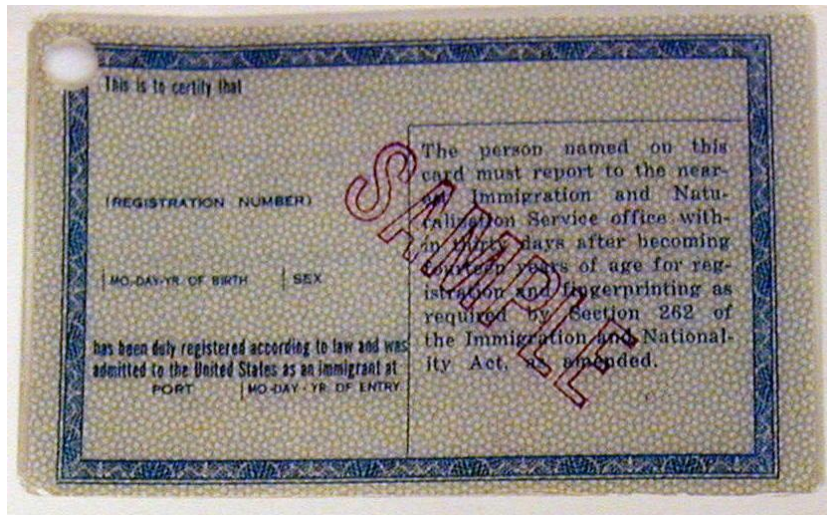 This is to certify that
(REGISTRATION NUMBER)
MO.-DAY-YR. OF BIRTH SEX
has been duly registered according to law and was
admitted to the United States as an immigrant at
PORT MO-DAY-YR. OF ENTRY
The person named on this
card must report to the near-
est Immigration and Natu-
ralization Service office with-
in thirty days after becoming
fourteen years of age for reg-
istration and fingerprinting as
required by Section 262 of
the Immigration and National-
ity Act, as amended.
SAMPLE